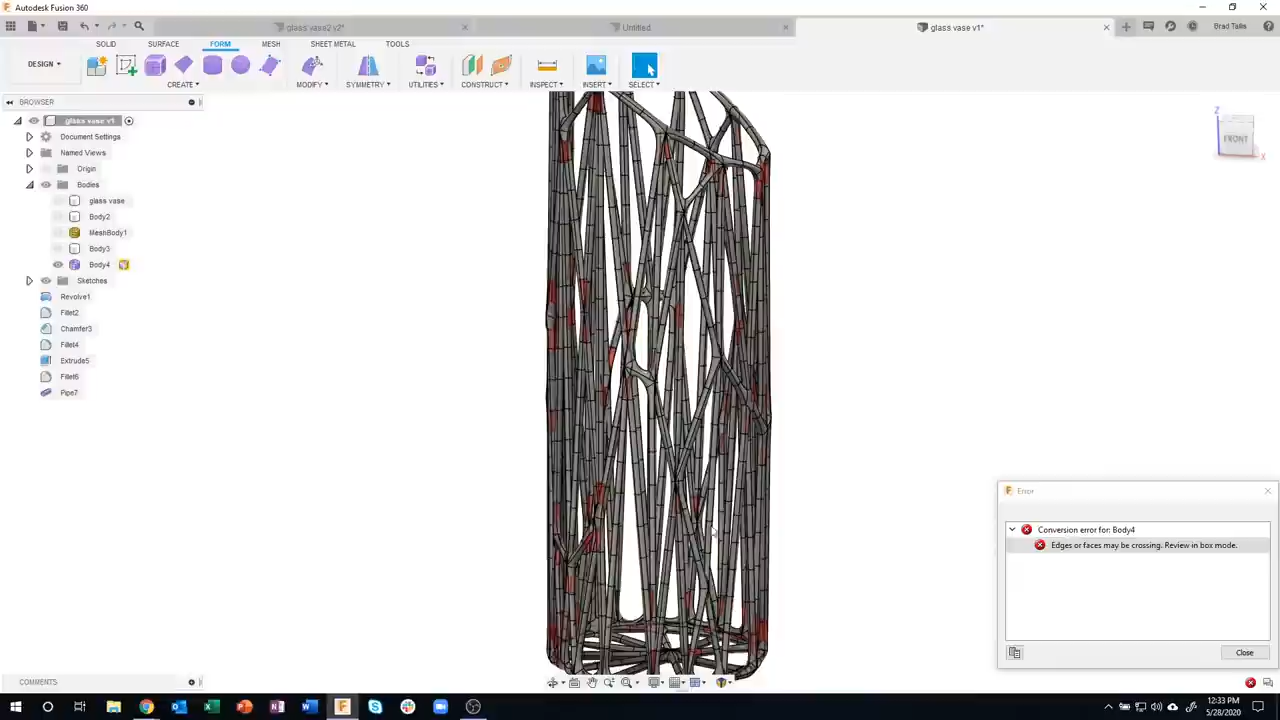 Autodesk Fusion 360
glass vase2 v2*
Untitled
glass vase v1*
Brad Tallis
SOLID
SURFACE
FORM
MESH
SHEET METAL
TOOLS
DESIGN
CREATE
MODIFY
SYMMETRY
UTILITIES
CONSTRUCT
INSPECT
INSERT
SELECT
BROWSER
glass vase v1
Document Settings
Named Views
Origin
Bodies
glass vase
Body2
MeshBody1
Body3
Body4
Sketches
Revolve1
Fillet2
Chamfer3
Fillet4
Extrude5
Fillet6
Pipe7
Z
FRONT
X
Error
Conversion error for: Body4
Edges or faces may be crossing. Review in box mode.
Close
COMMENTS
12:33 PM
5/28/2020